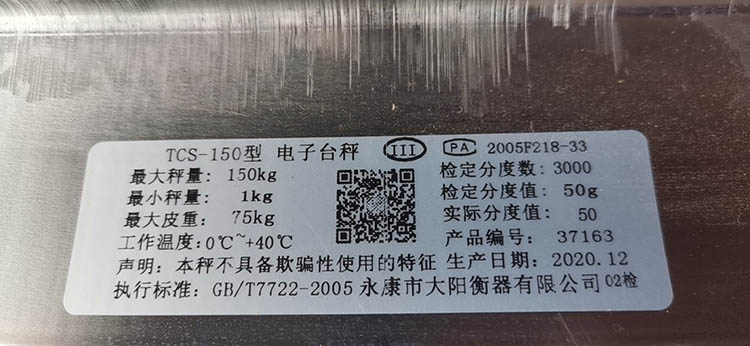 TCS-150型 电子台秤 III PA 2005F218-33
最大秤量: 150kg 检定分度数: 3000
最小秤量: 1kg 检定分度值: 50g
最大皮重: 75kg 实际分度值: 50
工作温度:0℃~+40℃ 产品编号: 37163
声明: 本秤不具备欺骗性使用的特征 生产日期: 2020.12
执行标准: GB/T7722-2005 永康市大阳衡器有限公司 02检